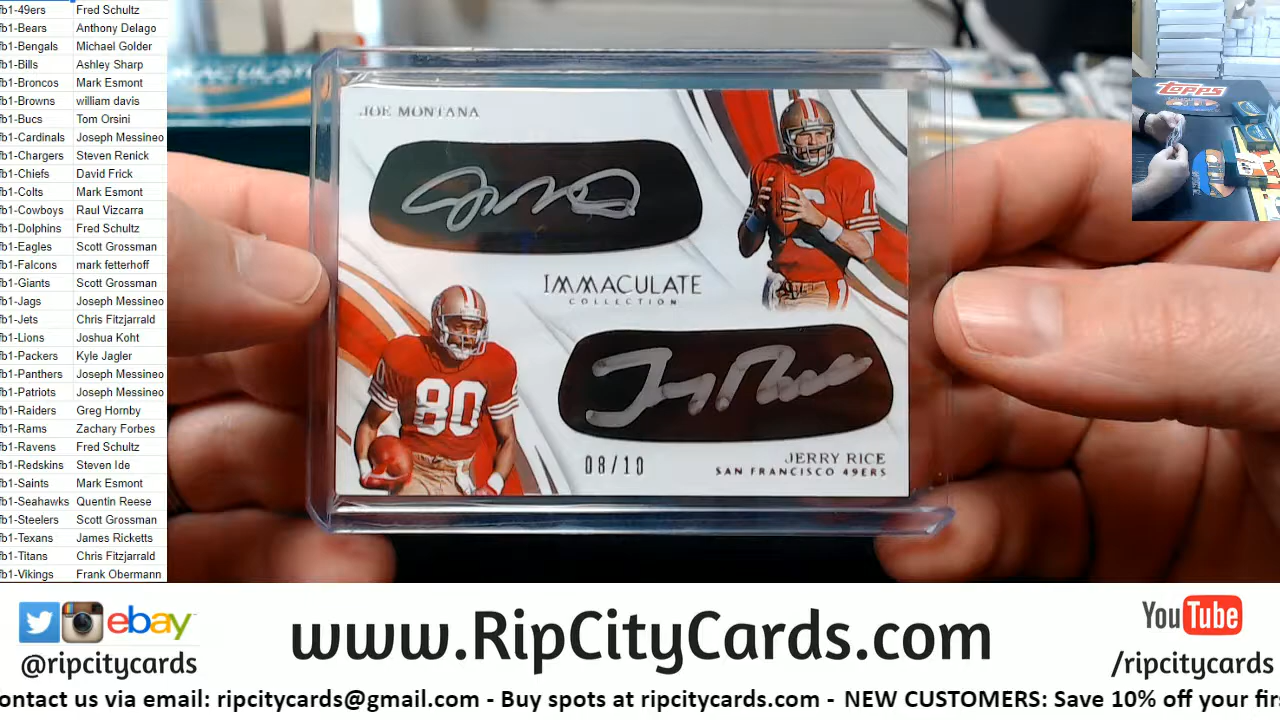 fb1-49ers Fred Schultz
fb1-Bears Anthony Delago
fb1-Bengals Michael Golder
fb1-Bills Ashley Sharp
fb1-Broncos Mark Esmont
fb1-Browns william davis
fb1-Bucs Tom Orsini
fb1-Cardinals Joseph Messineo
fb1-Chargers Steven Renick
fb1-Chiefs David Frick
fb1-Colts Mark Esmont
fb1-Cowboys Raul Vizcarra
fb1-Dolphins Fred Schultz
fb1-Eagles Scott Grossman
fb1-Falcons mark fetterhoff
fb1-Giants Scott Grossman
fb1-Jags Joseph Messineo
fb1-Jets Chris Fitzjarrald
fb1-Lions Joshua Koht
fb1-Packers Kyle Jagler
fb1-Panthers Joseph Messineo
fb1-Patriots Joseph Messineo
fb1-Raiders Greg Hornby
fb1-Rams Zachary Forbes
fb1-Ravens Fred Schultz
fb1-Redskins Steven Ide
fb1-Saints Mark Esmont
fb1-Seahawks Quentin Reese
fb1-Steelers Scott Grossman
fb1-Texans James Ricketts
fb1-Titans Chris Fitzjarrald
fb1-Vikings Frank Obermann
IMMACULATE
JOE MONTANA
16
IMMACULATE
COLLECTION
80
Jerry Rice
08/10
JERRY RICE
SAN FRANCISCO 49ERS
Topps
ebay
@ripcitycards
www.RipCityCards.com
YouTube
/ripcitycards
ontact us via email: ripcitycards@gmail.com - Buy spots at ripcitycards.com - NEW CUSTOMERS: Save 10% off your fir